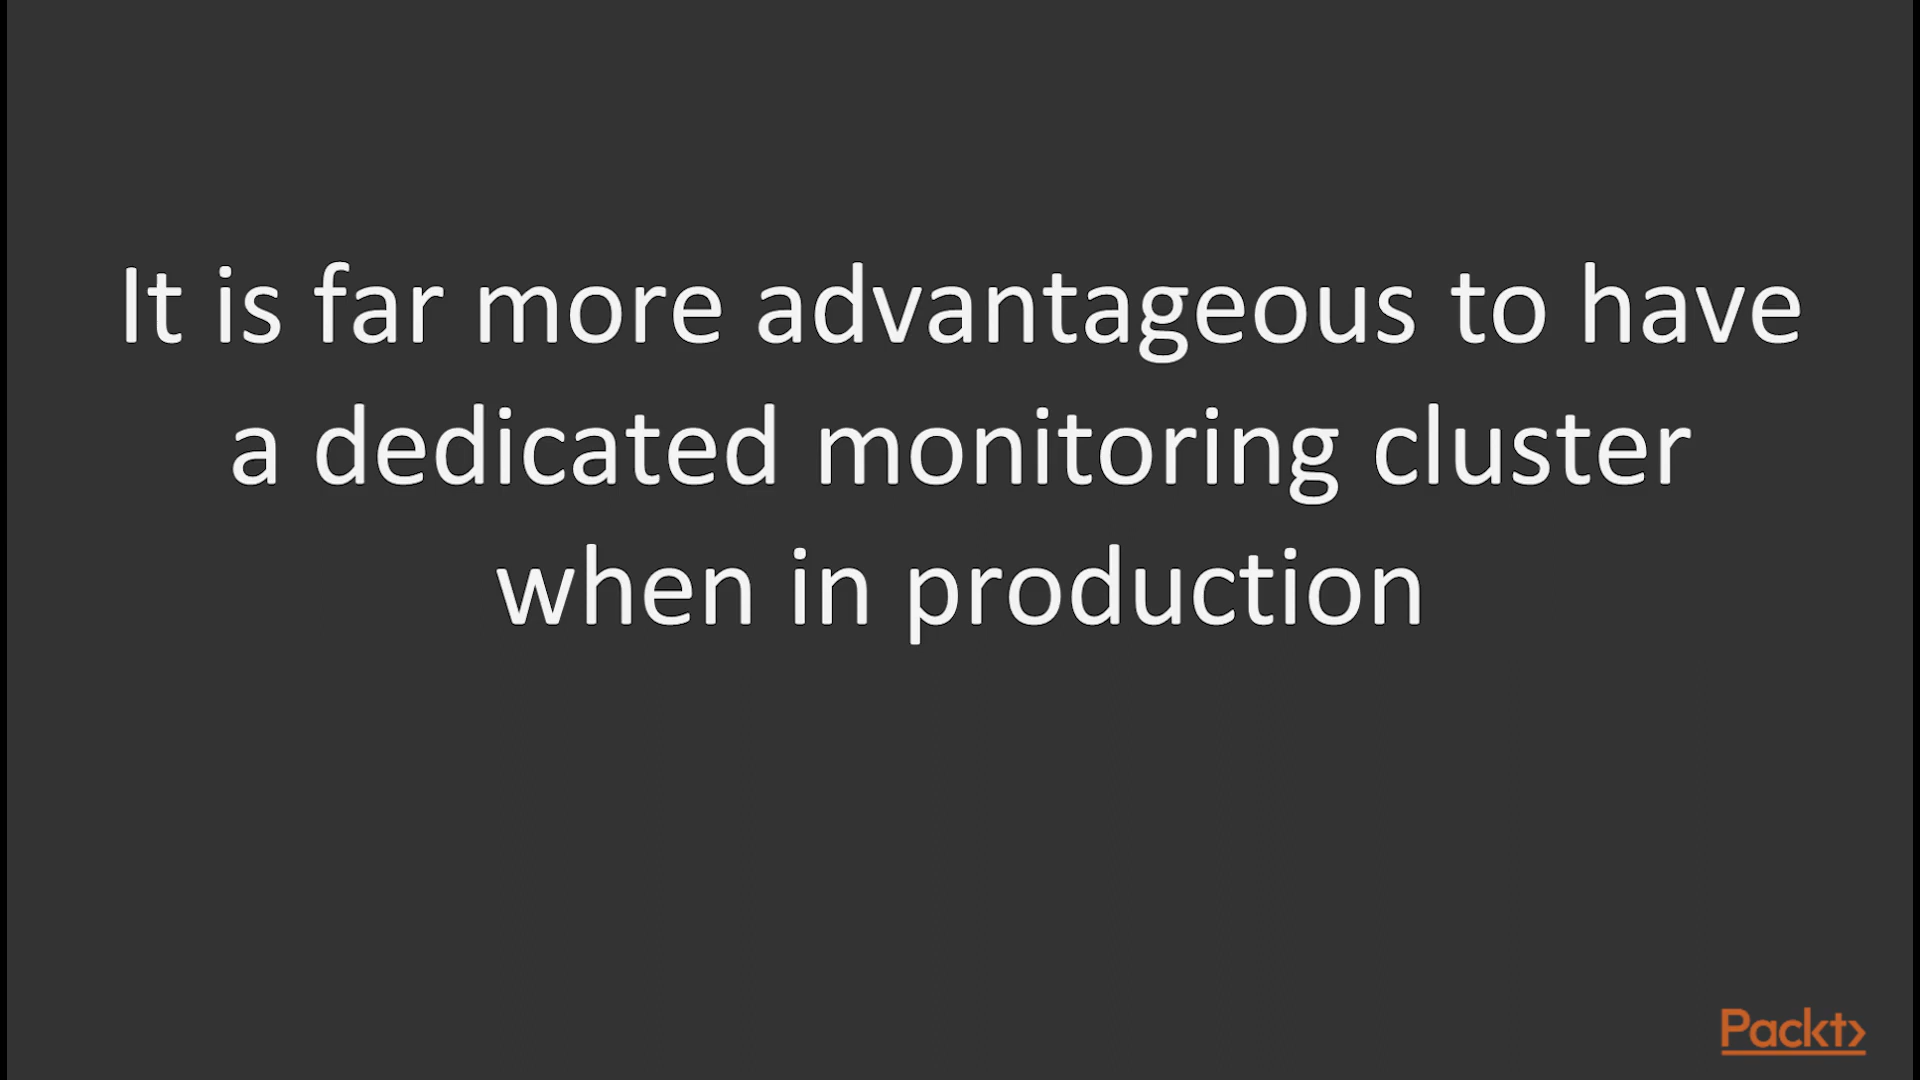 It is far more advantageous to have
a dedicated monitoring cluster
when in production
Packt>